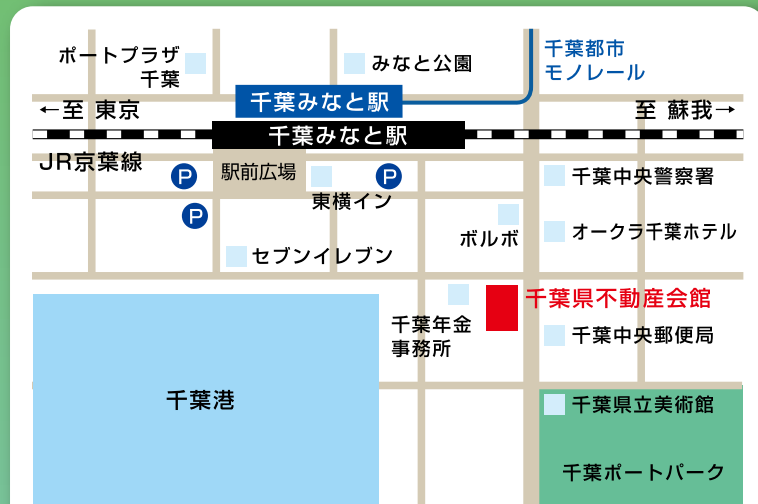 ポートプラザ
千葉
みなと公園
千葉都市
モノレール
千葉みなと駅
←至 東京
至 蘇我→
千葉みなと駅
JR京葉線
P
駅前広場
P
東横イン
千葉中央警察署
P
ボルボ
オークラ千葉ホテル
セブンイレブン
千葉県不動産会館
千葉年金
事務所
千葉中央郵便局
千葉港
千葉県立美術館
千葉ポートパーク